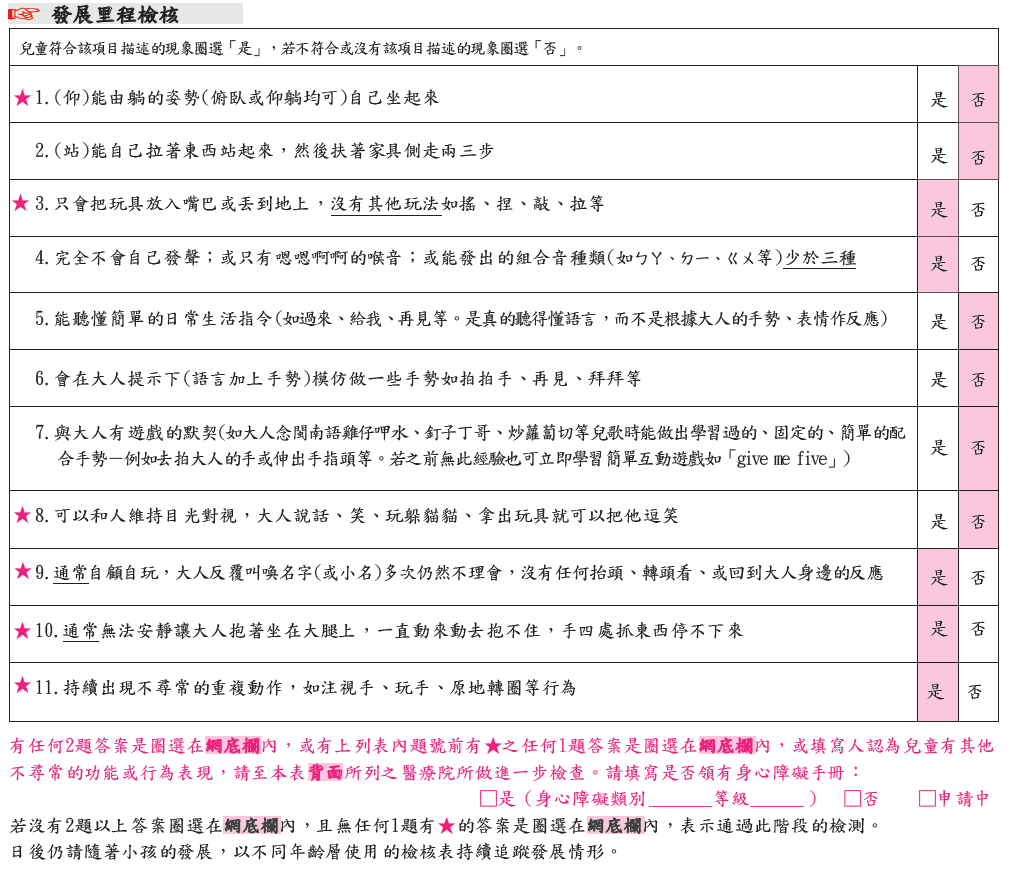 ☞ 發展里程檢核
兒童符合該項目描述的現象圈選「是」，若不符合或沒有該項目描述的現象圈選「否」。
★1.(仰)能由躺的姿勢(俯臥或仰躺均可)自己坐起來 是 否
2.(站)能自己拉著東西站起來，然後扶著家具側走兩三步 是 否
★3.只會把玩具放入嘴巴或丟到地上，沒有其他玩法如搖、捏、敲、拉等 是 否
4.完全不會自己發聲；或只有嗯嗯啊啊的喉音；或能發出的組合音種類(如ㄅㄚ、ㄉㄧ、ㄍㄨ等)少於三種 是 否
5.能聽懂簡單的日常生活指令(如過來、給我、再見等。是真的聽得懂語言，而不是根據大人的手勢、表情作反應) 是 否
6.會在大人提示下(語言加上手勢)模仿做一些手勢如拍拍手、再見、拜拜等 是 否
7.與大人有遊戲的默契(如大人念閩南語雞仔呷水、釘子丁哥、炒蘿蔔切等兒歌時能做出學習過的、固定的、簡單的配
合手勢—例如去拍大人的手或伸出手指頭等。若之前無此經驗也可立即學習簡單互動遊戲如「give me five」) 是 否
★8.可以和人維持目光對視，大人說話、笑、玩躲貓貓、拿出玩具就可以把他逗笑 是 否
★9.通常自顧自玩，大人反覆叫喚名字(或小名)多次仍然不理會，沒有任何抬頭、轉頭看、或回到大人身邊的反應 是 否
★10.通常無法安靜讓大人抱著坐在大腿上，一直動來動去抱不住，手四處抓東西停不下來 是 否
★11.持續出現不尋常的重複動作，如注視手、玩手、原地轉圈等行為 是 否
有任何2題答案是圈選在網底欄內，或有上列表內題號前有★之任何1題答案是圈選在網底欄內，或填寫人認為兒童有其他
不尋常的功能或行為表現，請至本表背面所列之醫療院所做進一步檢查。請填寫是否領有身心障礙手冊：
□是（身心障礙類別______等級______） □否 □申請中
若沒有2題以上答案圈選在網底欄內，且無任何1題有★的答案是圈選在網底欄內，表示通過此階段的檢測。
日後仍請隨著小孩的發展，以不同年齡層使用的檢核表持續追蹤發展情形。